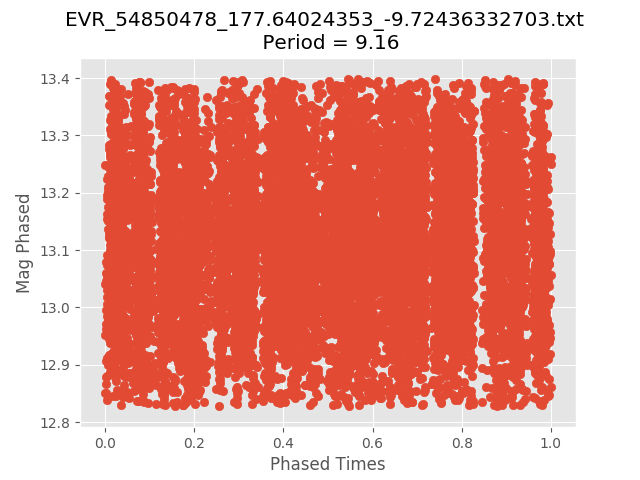 EVR_54850478_177.64024353_-9.72436332703.txt
Period = 9.16
Mag Phased
13.4
13.3
13.2
13.1
13.0
12.9
12.8
0.0 0.2 0.4 0.6 0.8 1.0
Phased Times